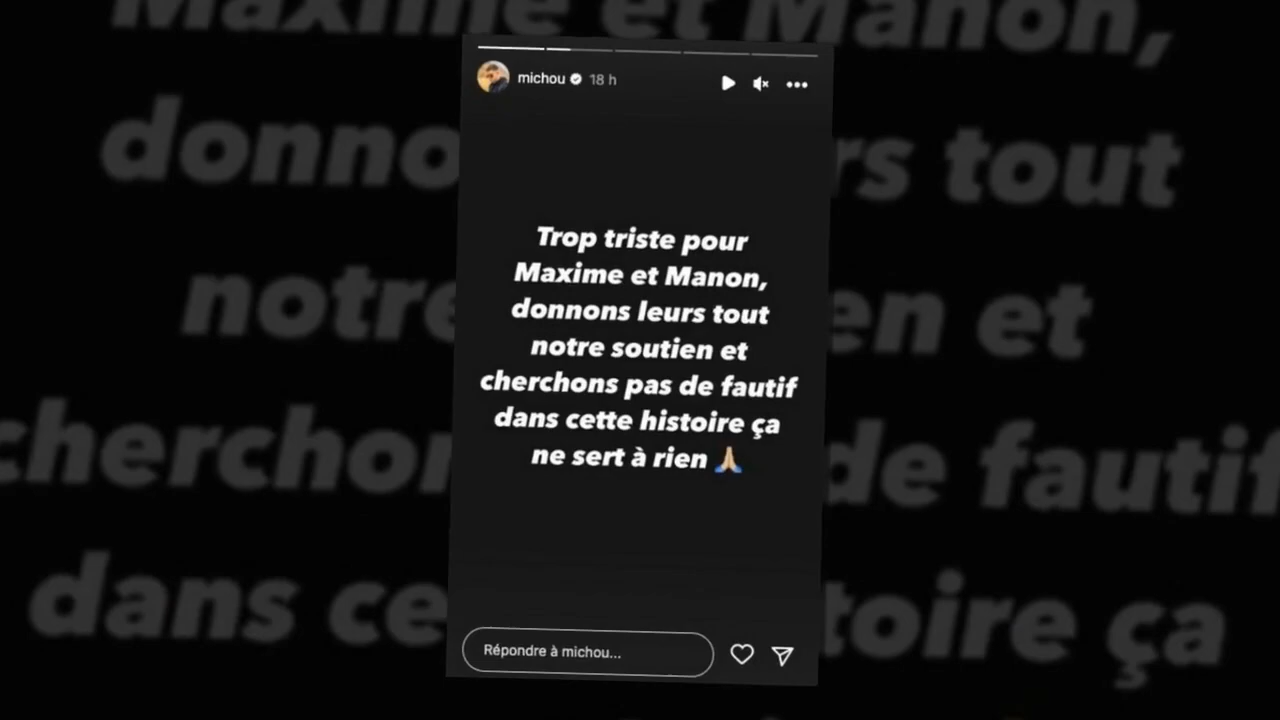 michou 18 h
Trop triste pour
Maxime et Manon,
donnons leurs tout
notre soutien et
cherchons pas de fautif
dans cette histoire ça
ne sert à rien 🙏🏼
Répondre à michou...